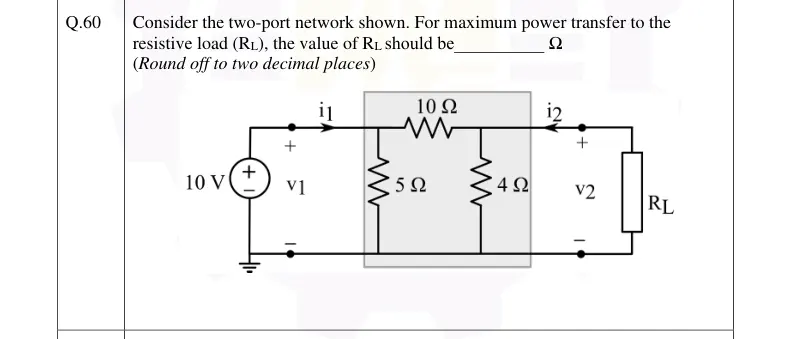 Q.60 Consider the two-port network shown. For maximum power transfer to the
resistive load (RL), the value of RL should be__________ Ω
(Round off to two decimal places)
i1 10 Ω i2
+ +
10 V + − v1 5 Ω 4 Ω v2 RL
− −